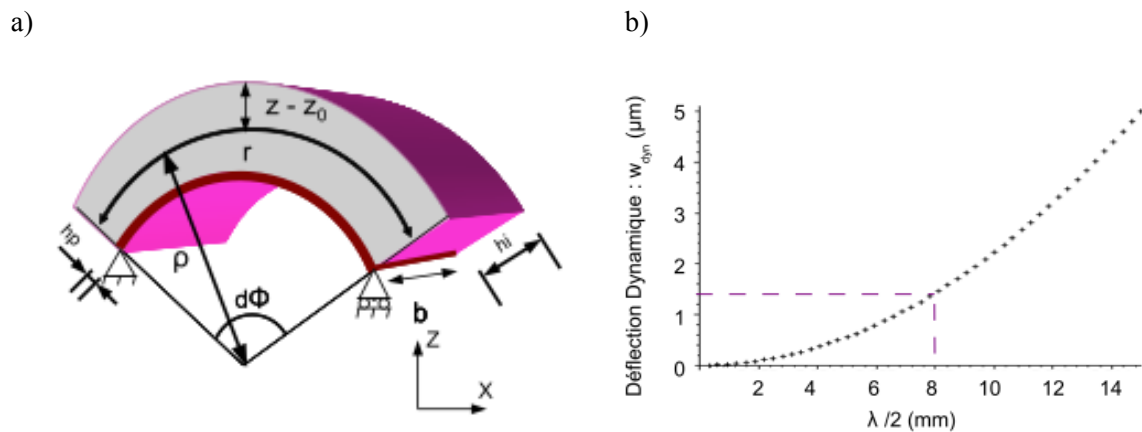 a)
z - z₀
r
hp
ρ
dΦ
hi
b
Z
X
b)
Déflection Dynamique : w_dyn (µm)
5
4
3
2
1
0
2
4
6
8
10
12
14
λ /2 (mm)